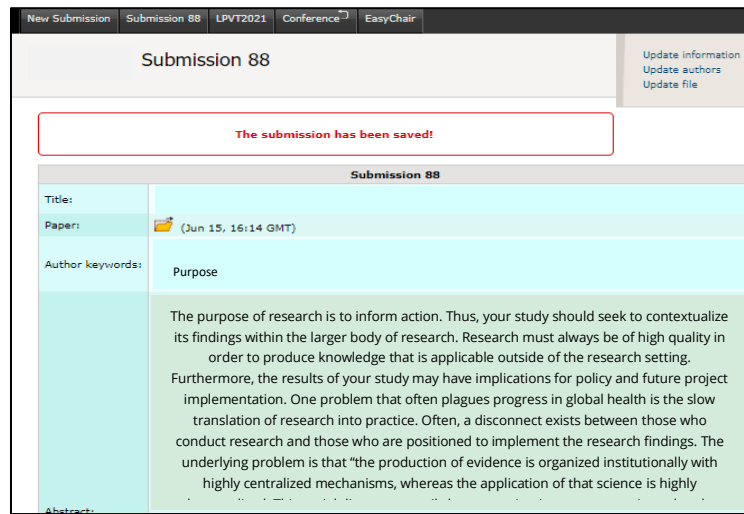 New Submission Submission 88 LPVT2021 Conference EasyChair
Submission 88
Update information
Update authors
Update file
The submission has been saved!
Submission 88
Title:
Paper: (Jun 15, 16:14 GMT)
Author keywords: Purpose
The purpose of research is to inform action. Thus, your study should seek to contextualize
its findings within the larger body of research. Research must always be of high quality in
order to produce knowledge that is applicable outside of the research setting.
Furthermore, the results of your study may have implications for policy and future project
implementation. One problem that often plagues progress in global health is the slow
translation of research into practice. Often, a disconnect exists between those who
conduct research and those who are positioned to implement the research findings. The
underlying problem is that “the production of evidence is organized institutionally with
highly centralized mechanisms, whereas the application of that science is highly
Abstract: